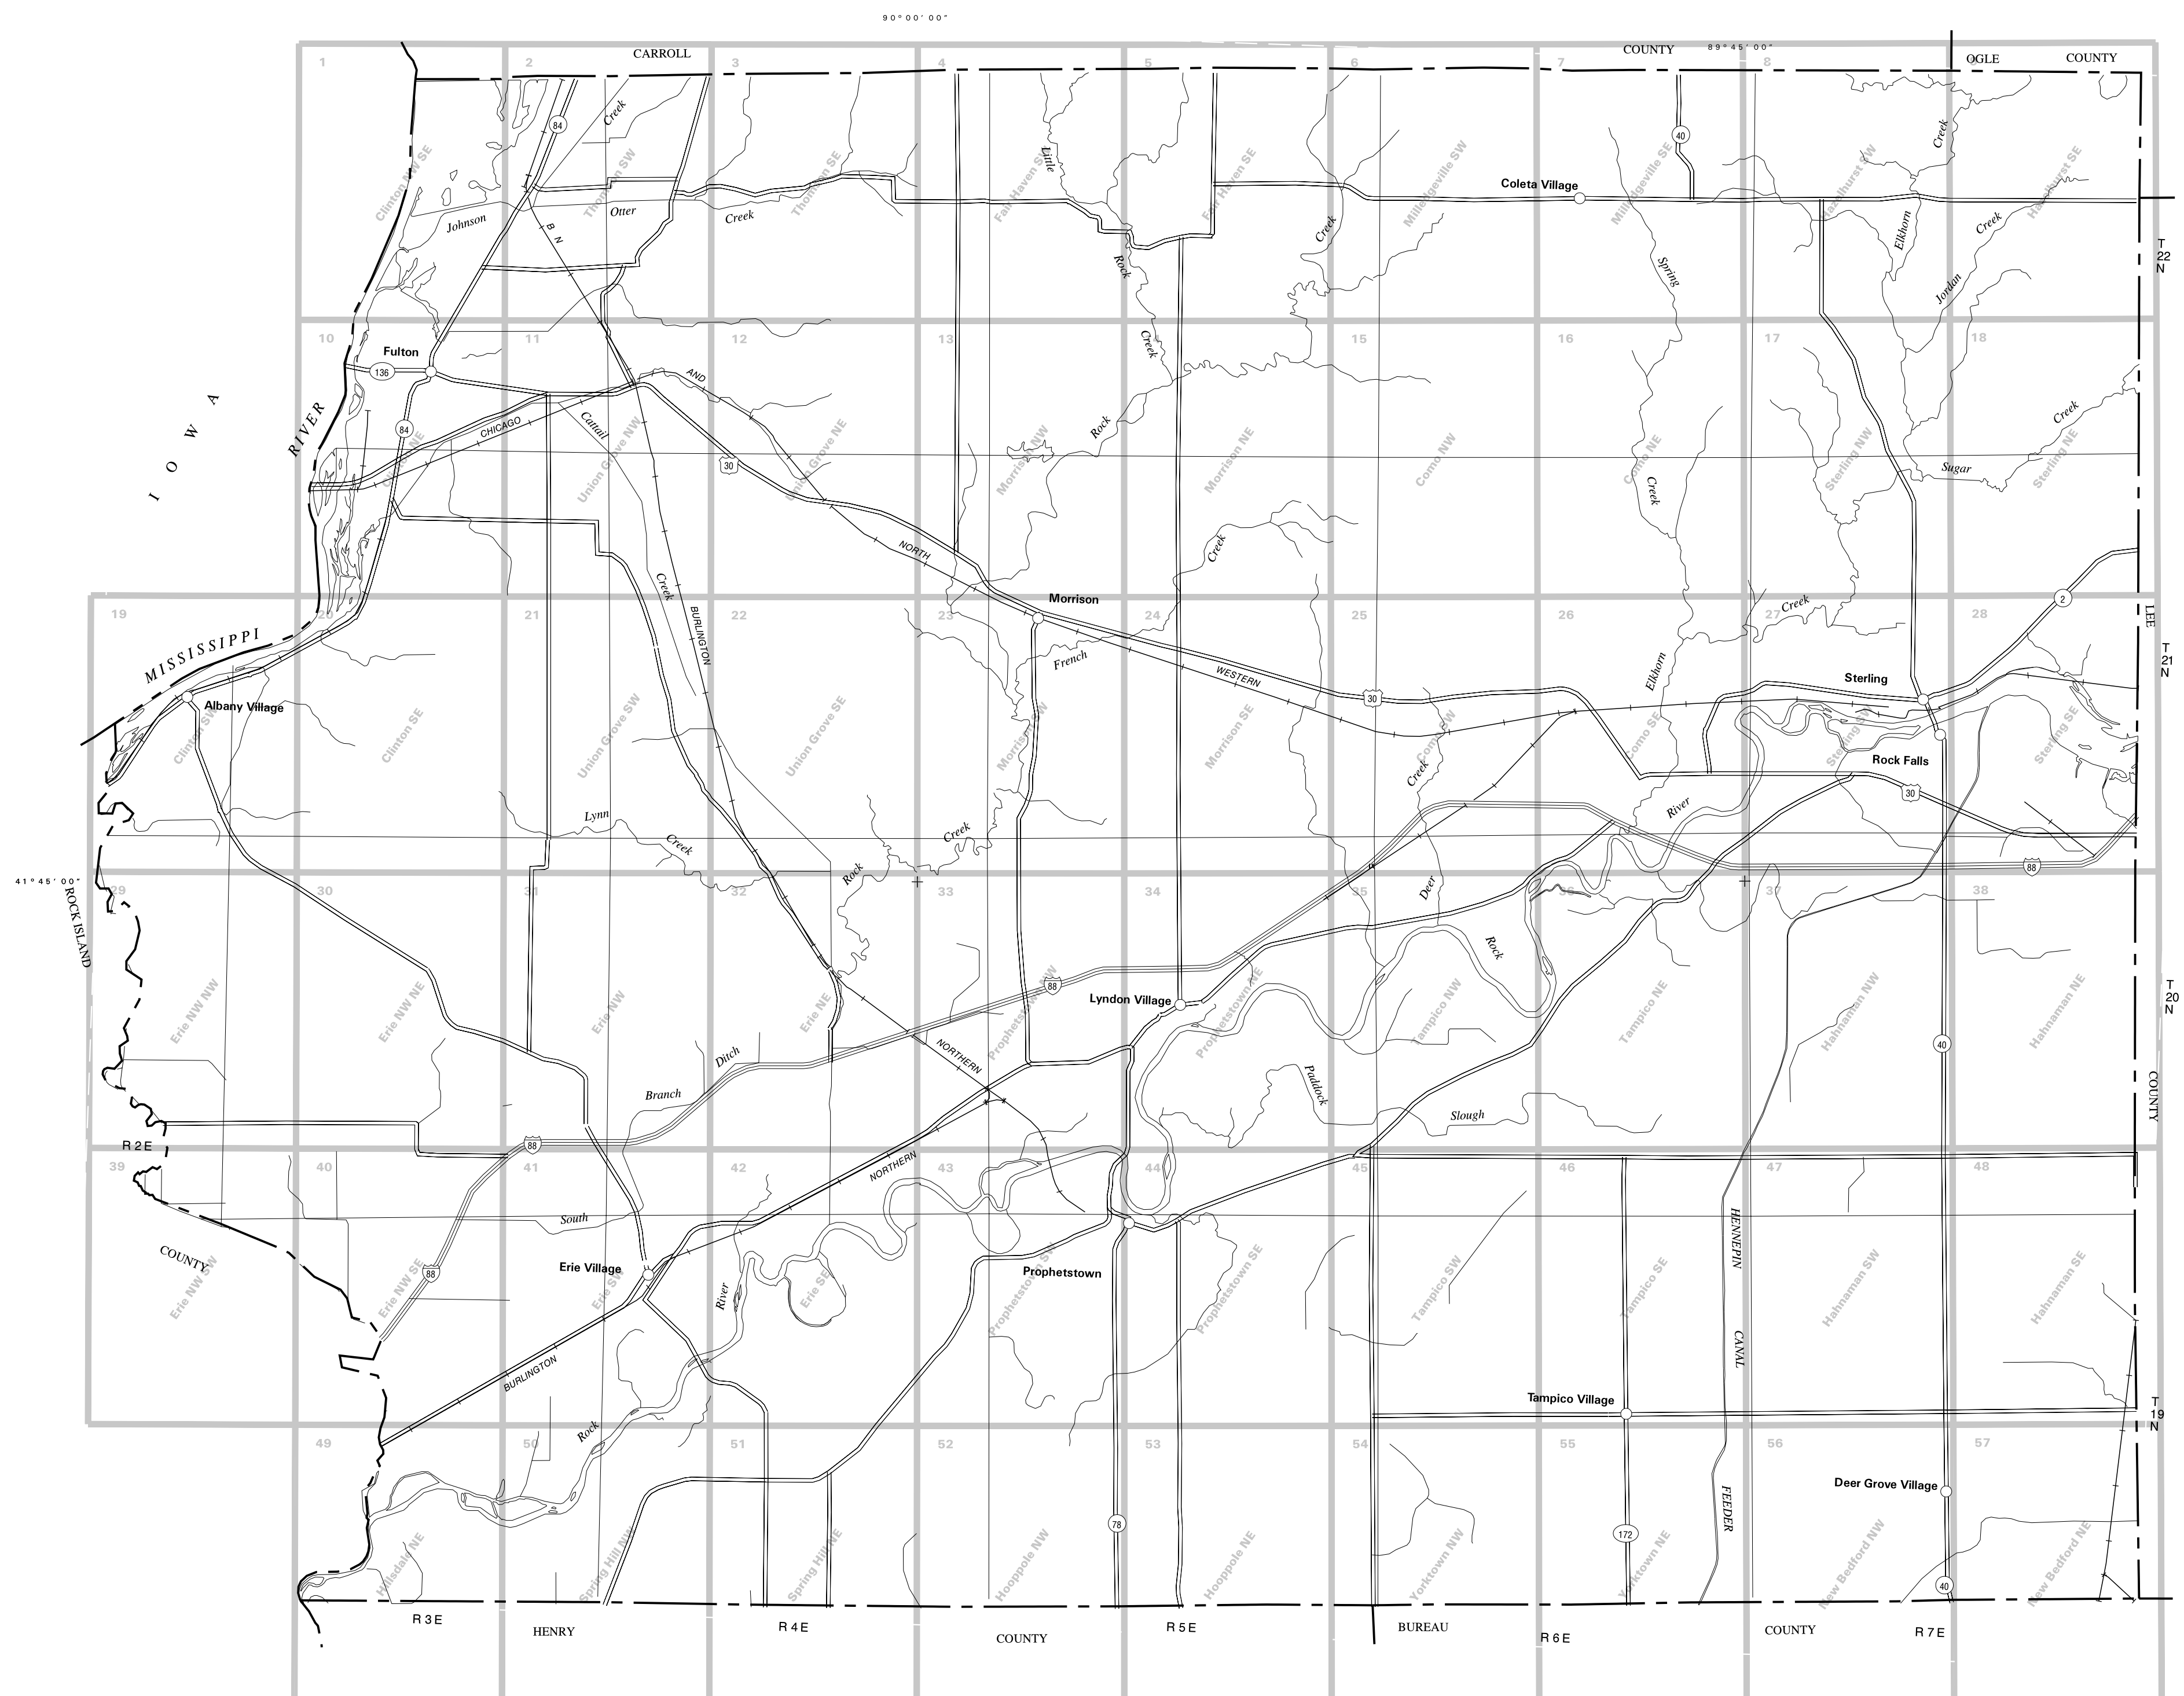 90°00'00"
CARROLL
COUNTY
89°45'00"
OGLE
COUNTY
1
2
3
4
5
6
7
8
84
Creek
40
Creek
Clinton NW SE
Thomson SW
Thomson SE
Little
Fair Haven SW
Fair Haven SE
Milledgeville SW
Milledgeville SE
Hazelhurst SW
Hazelhurst SE
Coleta Village
Johnson
Otter
Creek
B N
Creek
Elkhorn
Creek
T
22
N
Rock
Spring
Jordan
10
11
12
13
15
16
17
18
Fulton
136
Creek
AND
I O W A
RIVER
84
CHICAGO
Cattail
30
Rock
Creek
Sugar
Clinton NE
Union Grove NW
Union Grove NE
Morrison NW
Morrison NE
Como NW
Como NE
Sterling NW
Sterling NE
Creek
NORTH
Creek
Creek
Morrison
Creek
2
LEE
19
20
21
22
23
24
25
26
27
28
MISSISSIPPI
BURLINGTON
French
WESTERN
Elkhorn
T
21
N
Sterling
30
Albany Village
Clinton SW
Clinton SE
Union Grove SW
Union Grove SE
Morrison SW
Morrison SE
Como SW
Como SE
Sterling SW
Sterling SE
Rock Falls
Creek
30
River
Lynn
Creek
Creek
88
41°45'00"
Rock
Deer
29
30
31
32
33
34
35
36
37
38
ROCK ISLAND
Rock
88
Lyndon Village
Erie NW NW
Erie NW NE
Erie NW
Erie NE
Prophetstown NW
Prophetstown NE
Tampico NW
Tampico NE
Hahnaman NW
Hahnaman NE
T
20
N
40
Ditch
NORTHERN
Paddock
Branch
Slough
COUNTY
R 2 E
88
39
40
41
42
43
44
45
46
47
48
NORTHERN
South
HENNEPIN
COUNTY
Erie Village
88
Prophetstown
River
Erie NW SW
Erie NW SE
Erie SW
Erie SE
Prophetstown SW
Prophetstown SE
Tampico SW
Tampico SE
Hahnaman SW
Hahnaman SE
CANAL
BURLINGTON
Tampico Village
T
19
N
Rock
49
50
51
52
53
54
55
56
57
Deer Grove Village
FEEDER
78
172
Hillsdale NE
Spring Hill NW
Spring Hill NE
Hooppole NW
Hooppole NE
Yorktown NW
Yorktown NE
New Bedford NW
New Bedford NE
40
R 3 E
HENRY
R 4 E
COUNTY
R 5 E
BUREAU
R 6 E
COUNTY
R 7 E